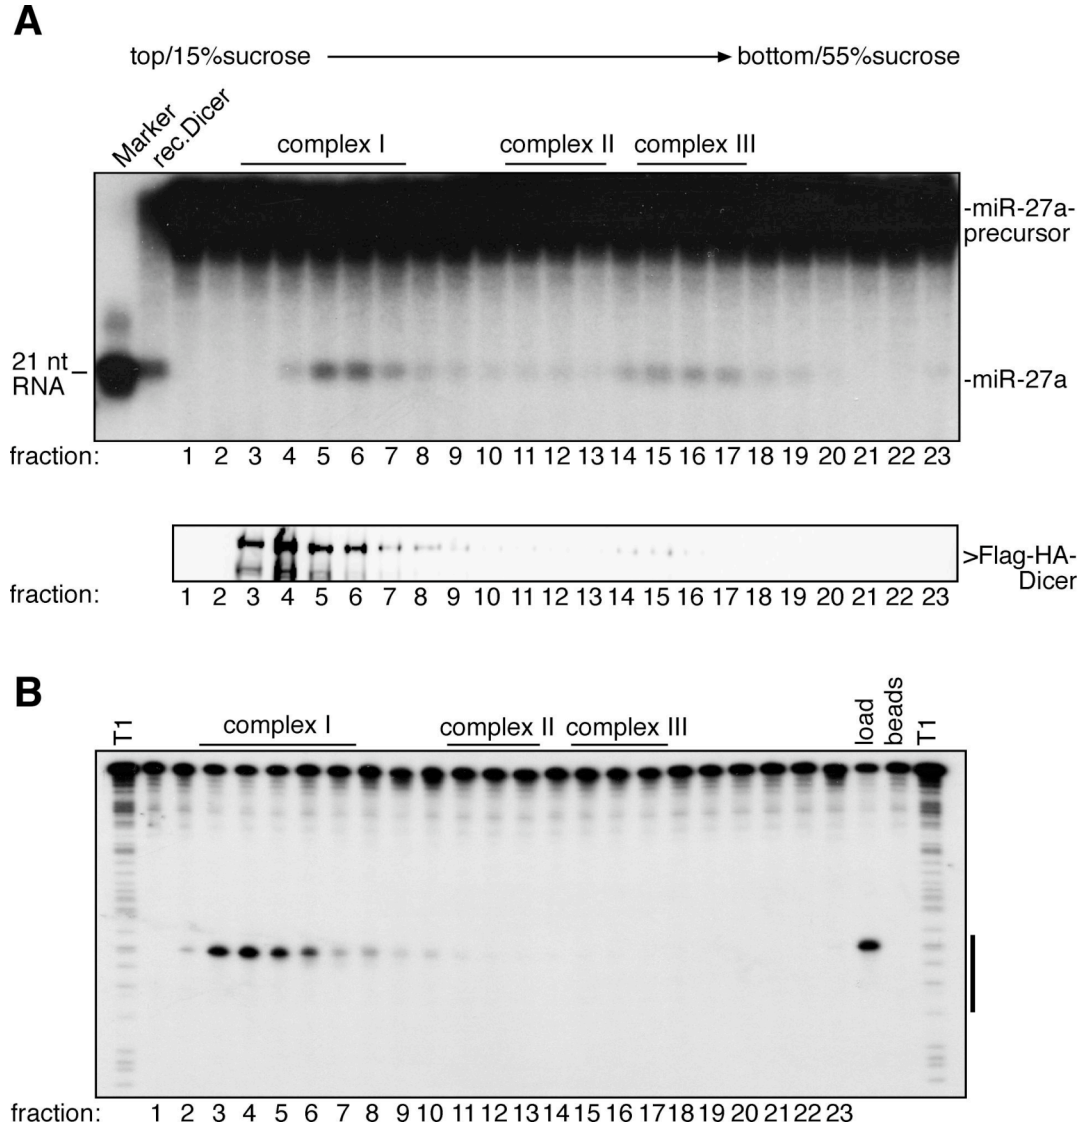 A
top/15%sucrose bottom/55%sucrose
Marker
rec.Dicer
complex I complex II complex III
-miR-27a-
precursor
21 nt
RNA
-miR-27a
fraction: 1 2 3 4 5 6 7 8 9 10 11 12 13 14 15 16 17 18 19 20 21 22 23
>Flag-HA-
Dicer
fraction: 1 2 3 4 5 6 7 8 9 10 11 12 13 14 15 16 17 18 19 20 21 22 23
B
T1 complex I complex II complex III load beads T1
fraction: 1 2 3 4 5 6 7 8 9 10 11 12 13 14 15 16 17 18 19 20 21 22 23